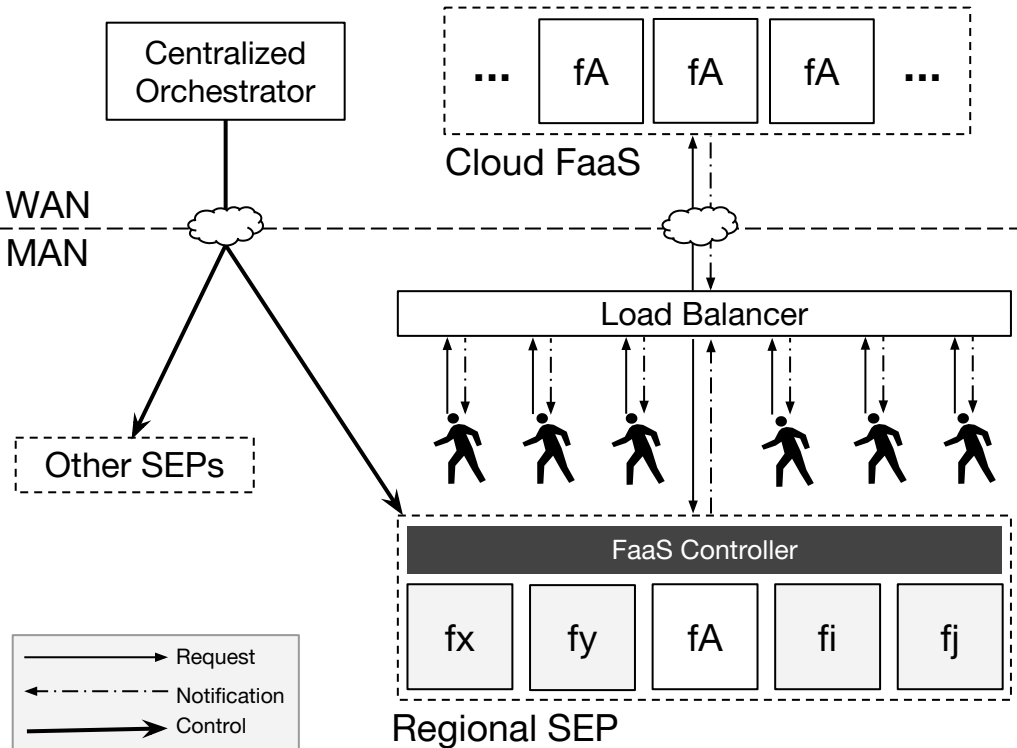 Centralized
Orchestrator
... fA fA fA ...
Cloud FaaS
WAN
MAN
Load Balancer
Other SEPs
FaaS Controller
fx fy fA fi fj
Regional SEP
Request
Notification
Control